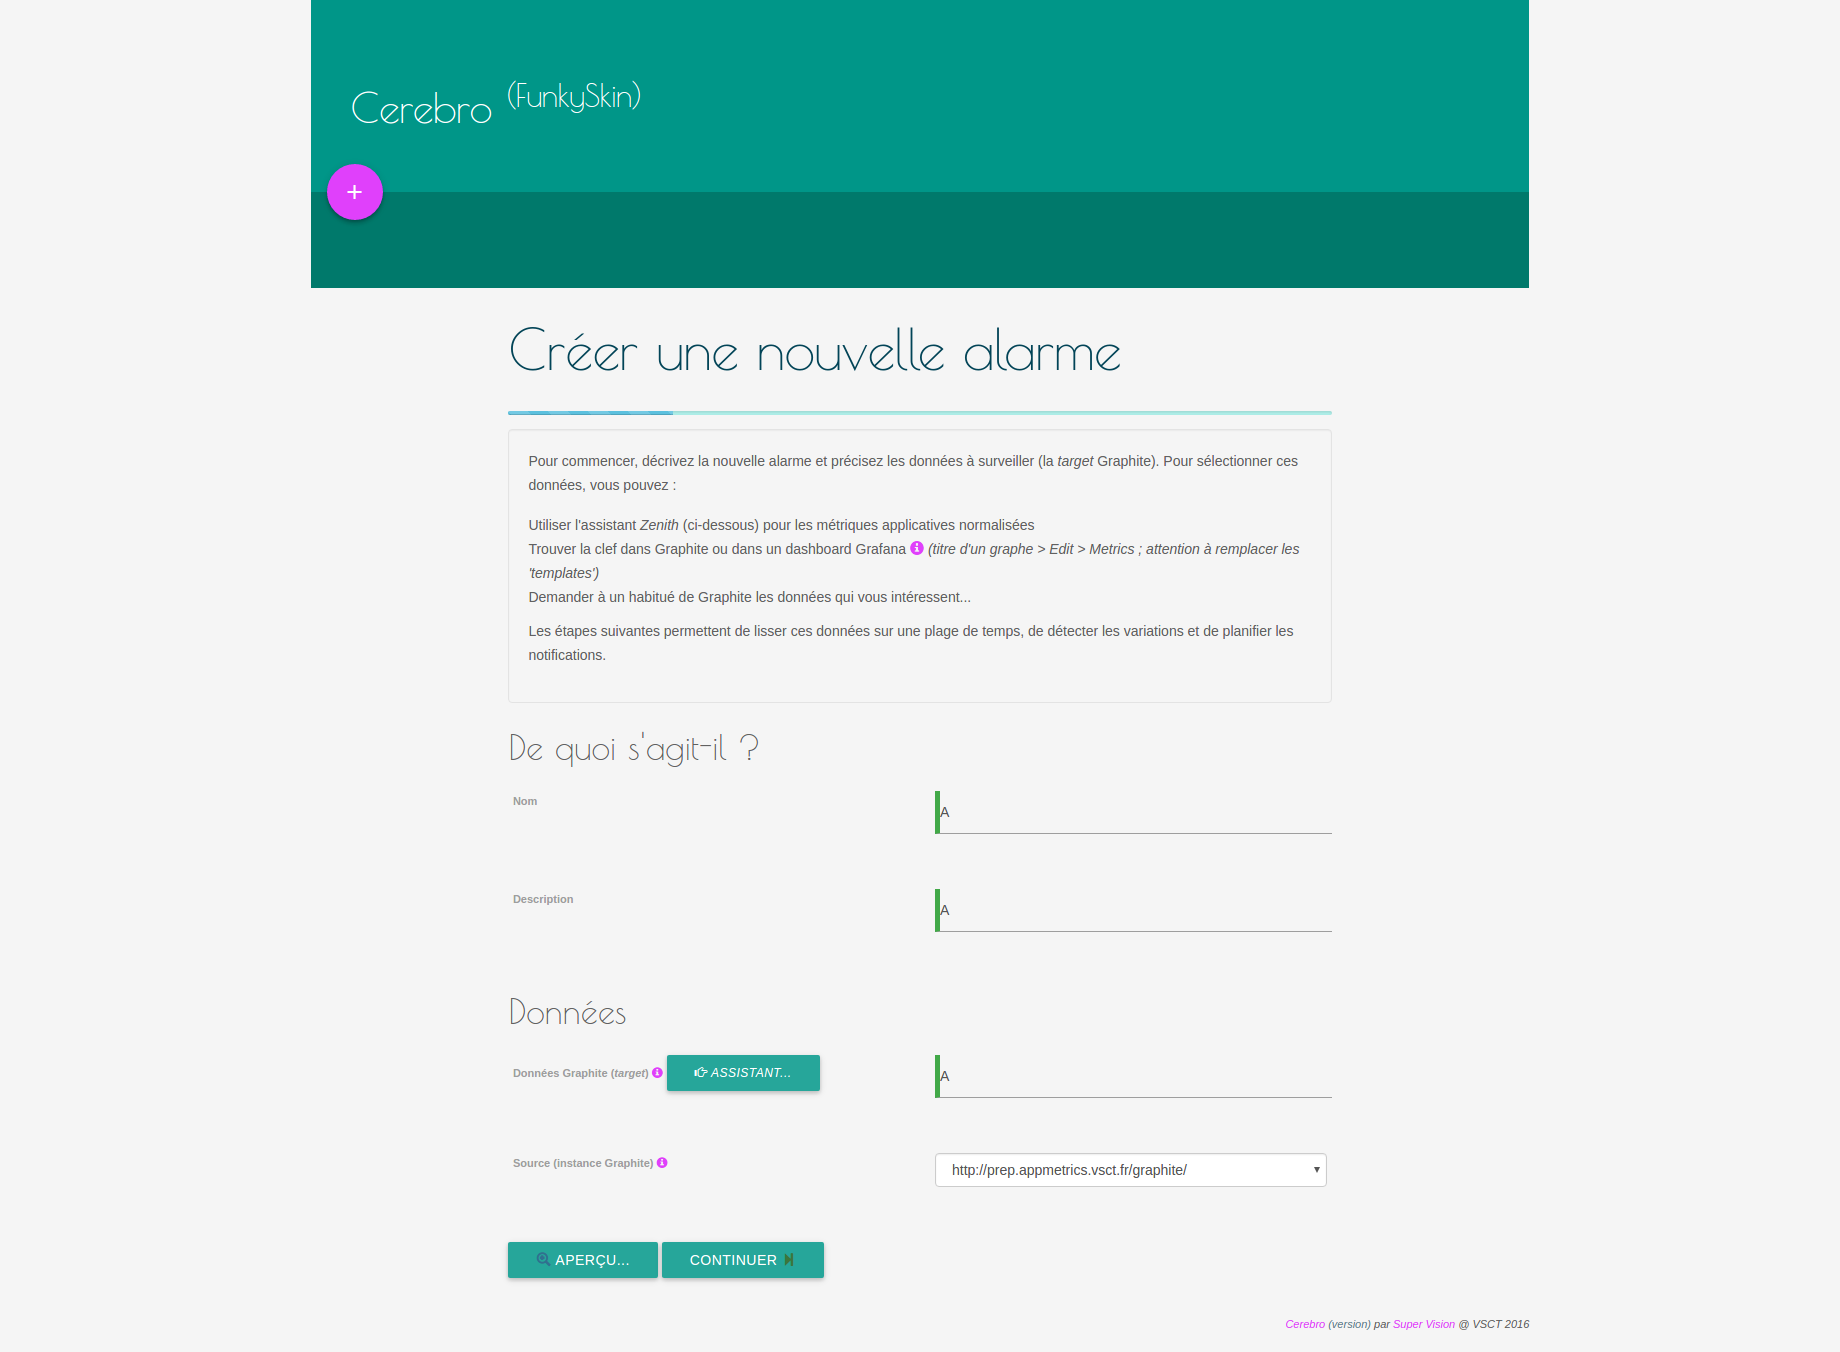 Cerebro (FunkySkin)
+
Créer une nouvelle alarme
Pour commencer, décrivez la nouvelle alarme et précisez les données à surveiller (la target Graphite). Pour sélectionner ces
données, vous pouvez :
Utiliser l'assistant Zenith (ci-dessous) pour les métriques applicatives normalisées
Trouver la clef dans Graphite ou dans un dashboard Grafana (titre d'un graphe > Edit > Metrics ; attention à remplacer les
'templates')
Demander à un habitué de Graphite les données qui vous intéressent...
Les étapes suivantes permettent de lisser ces données sur une plage de temps, de détecter les variations et de planifier les
notifications.
De quoi s'agit-il ?
Nom
A
Description
A
Données
Données Graphite (target) ASSISTANT...
A
Source (instance Graphite)
http://prep.appmetrics.vsct.fr/graphite/
APERÇU... CONTINUER
Cerebro (version) par Super Vision @ VSCT 2016